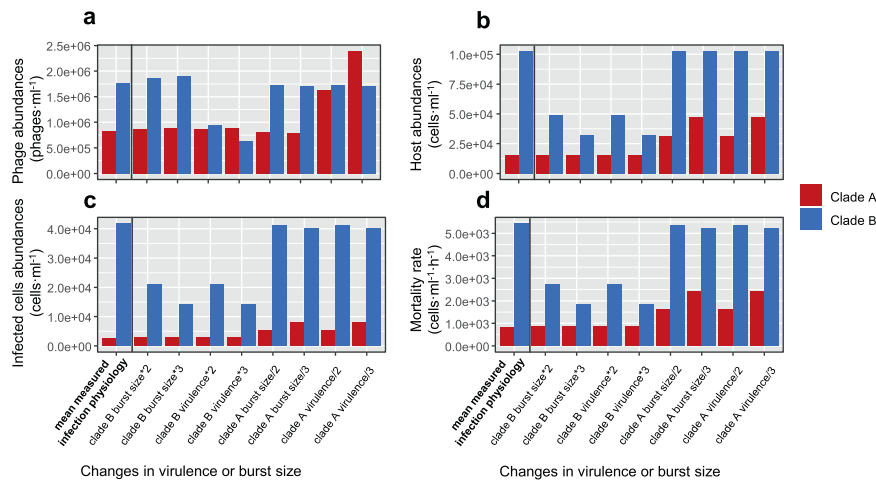 a
2.5e+06
2.0e+06
1.5e+06
1.0e+06
5.0e+05
0.0e+00
Phage abundances
(phages·ml⁻¹)
b
1.0e+05
7.5e+04
5.0e+04
2.5e+04
0.0e+00
Host abundances
(cells·ml⁻¹)
c
4.0e+04
3.0e+04
2.0e+04
1.0e+04
0.0e+00
Infected cells abundances
(cells·ml⁻¹)
mean measured
infection physiology
clade B burst size*2
clade B burst size*3
clade B virulence*2
clade B virulence*3
clade A burst size/2
clade A burst size/3
clade A virulence/2
clade A virulence/3
Changes in virulence or burst size
d
5.0e+03
4.0e+03
3.0e+03
2.0e+03
1.0e+03
0.0e+00
Mortality rate
(cells·ml⁻¹·h⁻¹)
mean measured
infection physiology
clade B burst size*2
clade B burst size*3
clade B virulence*2
clade B virulence*3
clade A burst size/2
clade A burst size/3
clade A virulence/2
clade A virulence/3
Changes in virulence or burst size
Clade A
Clade B